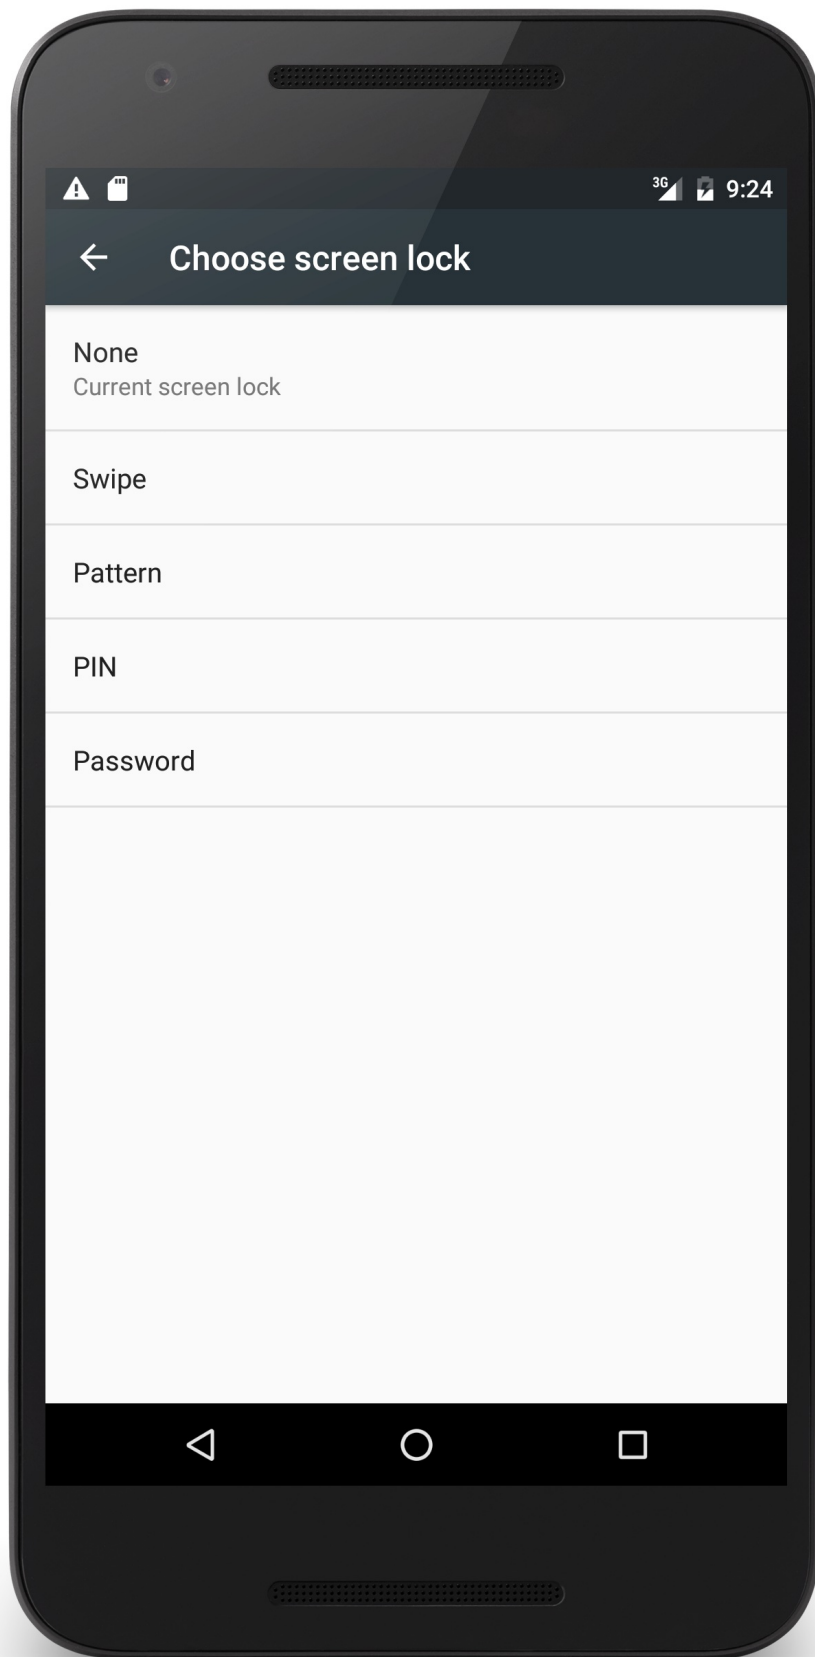 3G 9:24
Choose screen lock
None
Current screen lock
Swipe
Pattern
PIN
Password